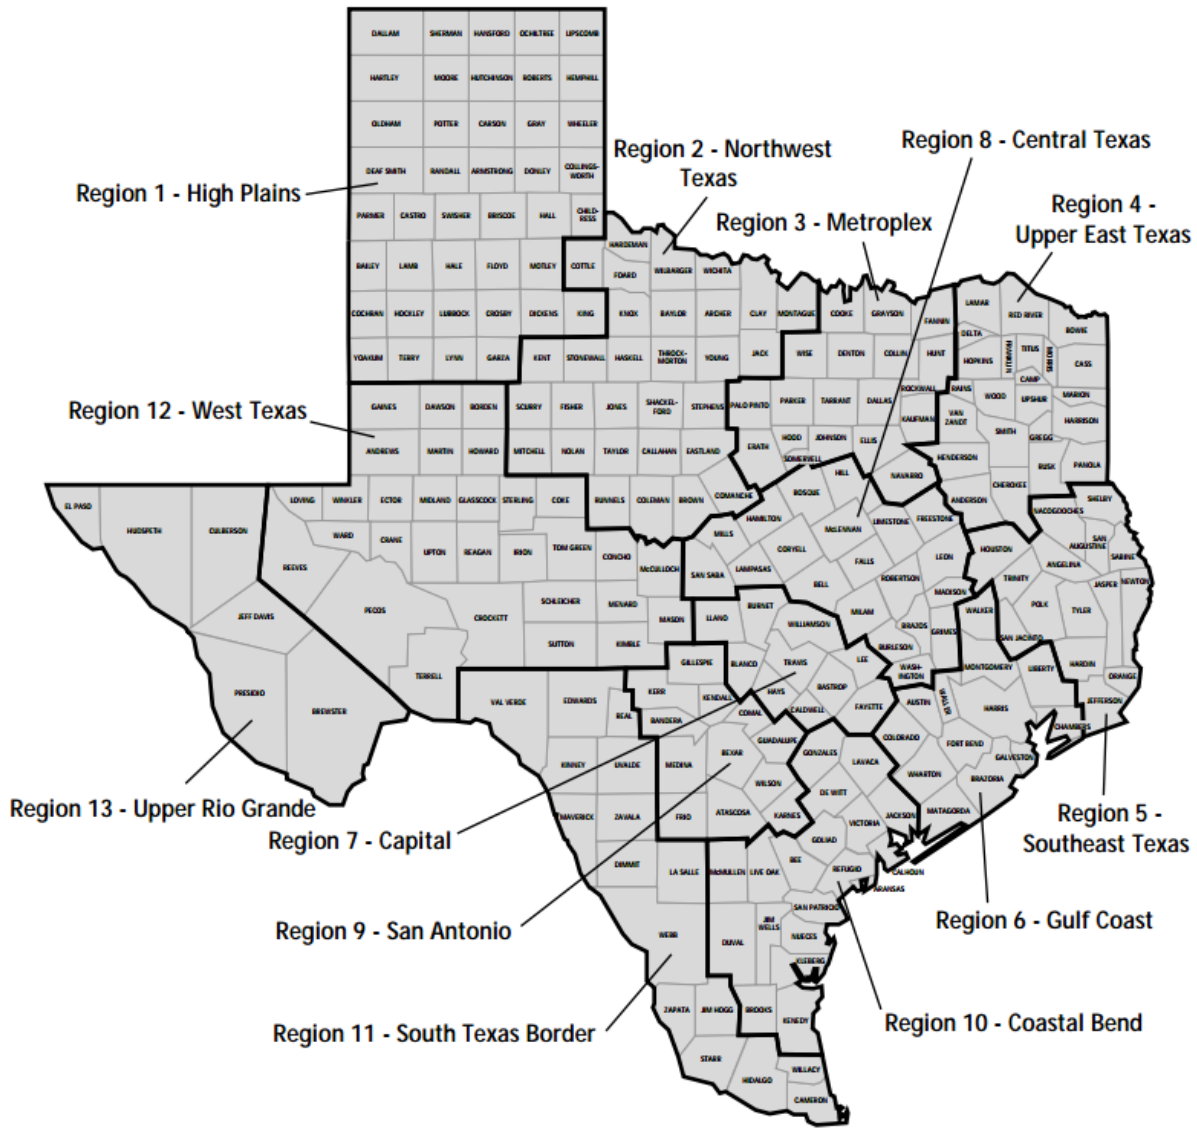 DALLAM SHERMAN HANSFORD OCHILTREE LIPSCOMB
HARTLEY MOORE HUTCHINSON ROBERTS HEMPHILL
OLDHAM POTTER CARSON GRAY WHEELER
Region 2 - Northwest
Texas
Region 8 - Central Texas
DEAF SMITH RANDALL ARMSTRONG DONLEY COLLINGS-
WORTH
Region 1 - High Plains
PARMER CASTRO SWISHER BRISCOE HALL CHILD-
RESS
Region 3 - Metroplex
Region 4 -
Upper East Texas
BAILEY LAMB HALE FLOYD MOTLEY COTTLE
HARDEMAN
FOARD WILBARGER WICHITA
COCHRAN HOCKLEY LUBBOCK CROSBY DICKENS KING KNOX BAYLOR ARCHER CLAY MONTAGUE COOKE GRAYSON FANNIN
LAMAR RED RIVER
BOWIE
DELTA
YOAKUM TERRY LYNN GARZA KENT STONEWALL HASKELL THROCK-
MORTON YOUNG JACK WISE DENTON COLLIN HUNT
HOPKINS FRANKLIN TITUS MORRIS CASS
CAMP
Region 12 - West Texas
GAINES DAWSON BORDEN SCURRY FISHER JONES SHACKEL-
FORD STEPHENS PALO PINTO PARKER TARRANT DALLAS
ROCKWALL RAINS WOOD UPSHUR MARION
KAUFMAN VAN
ZANDT SMITH GREGG HARRISON
ANDREWS MARTIN HOWARD MITCHELL NOLAN TAYLOR CALLAHAN EASTLAND
ERATH HOOD JOHNSON ELLIS
SOMERVELL
HENDERSON RUSK PANOLA
HILL NAVARRO
CHEROKEE
EL PASO HUDSPETH CULBERSON
LOVING WINKLER ECTOR MIDLAND GLASSCOCK STERLING COKE RUNNELS COLEMAN BROWN COMANCHE
BOSQUE
ANDERSON
NACOGDOCHES SHELBY
HAMILTON
McLENNAN LIMESTONE FREESTONE
WARD CRANE UPTON REAGAN IRION TOM GREEN CONCHO
McCULLOCH
MILLS
CORYELL
FALLS LEON
HOUSTON
SAN
AUGUSTINE
SABINE
ANGELINA
REEVES
SAN SABA LAMPASAS
BELL
ROBERTSON
TRINITY
JASPER NEWTON
MADISON
PECOS CROCKETT SCHLEICHER MENARD MASON
JEFF DAVIS
LLANO BURNET
WILLIAMSON
MILAM
BRAZOS GRIMES
WALKER
POLK TYLER
SUTTON KIMBLE
BURLESON
SAN JACINTO
GILLESPIE BLANCO TRAVIS LEE
WASH-
INGTON
MONTGOMERY
LIBERTY HARDIN
TERRELL
ORANGE
PRESIDIO BREWSTER
VAL VERDE EDWARDS
REAL
KERR
KENDALL HAYS BASTROP
FAYETTE
AUSTIN
WALLER
HARRIS
JEFFERSON
CALDWELL
BANDERA
COMAL
CHAMBERS
KINNEY UVALDE MEDINA BEXAR
GUADALUPE
GONZALES
COLORADO
FORT BEND
GALVESTON
LAVACA
WHARTON
BRAZORIA
WILSON
DE WITT
Region 13 - Upper Rio Grande
MAVERICK ZAVALA FRIO ATASCOSA KARNES
VICTORIA JACKSON MATAGORDA
Region 5 -
Southeast Texas
Region 7 - Capital
GOLIAD
DIMMIT LA SALLE McMULLEN LIVE OAK BEE
REFUGIO CALHOUN
ARANSAS
SAN PATRICIO
Region 9 - San Antonio
Region 6 - Gulf Coast
WEBB DUVAL JIM
WELLS NUECES
KLEBERG
ZAPATA JIM HOGG BROOKS KENEDY
Region 11 - South Texas Border
Region 10 - Coastal Bend
STARR
HIDALGO
WILLACY
CAMERON